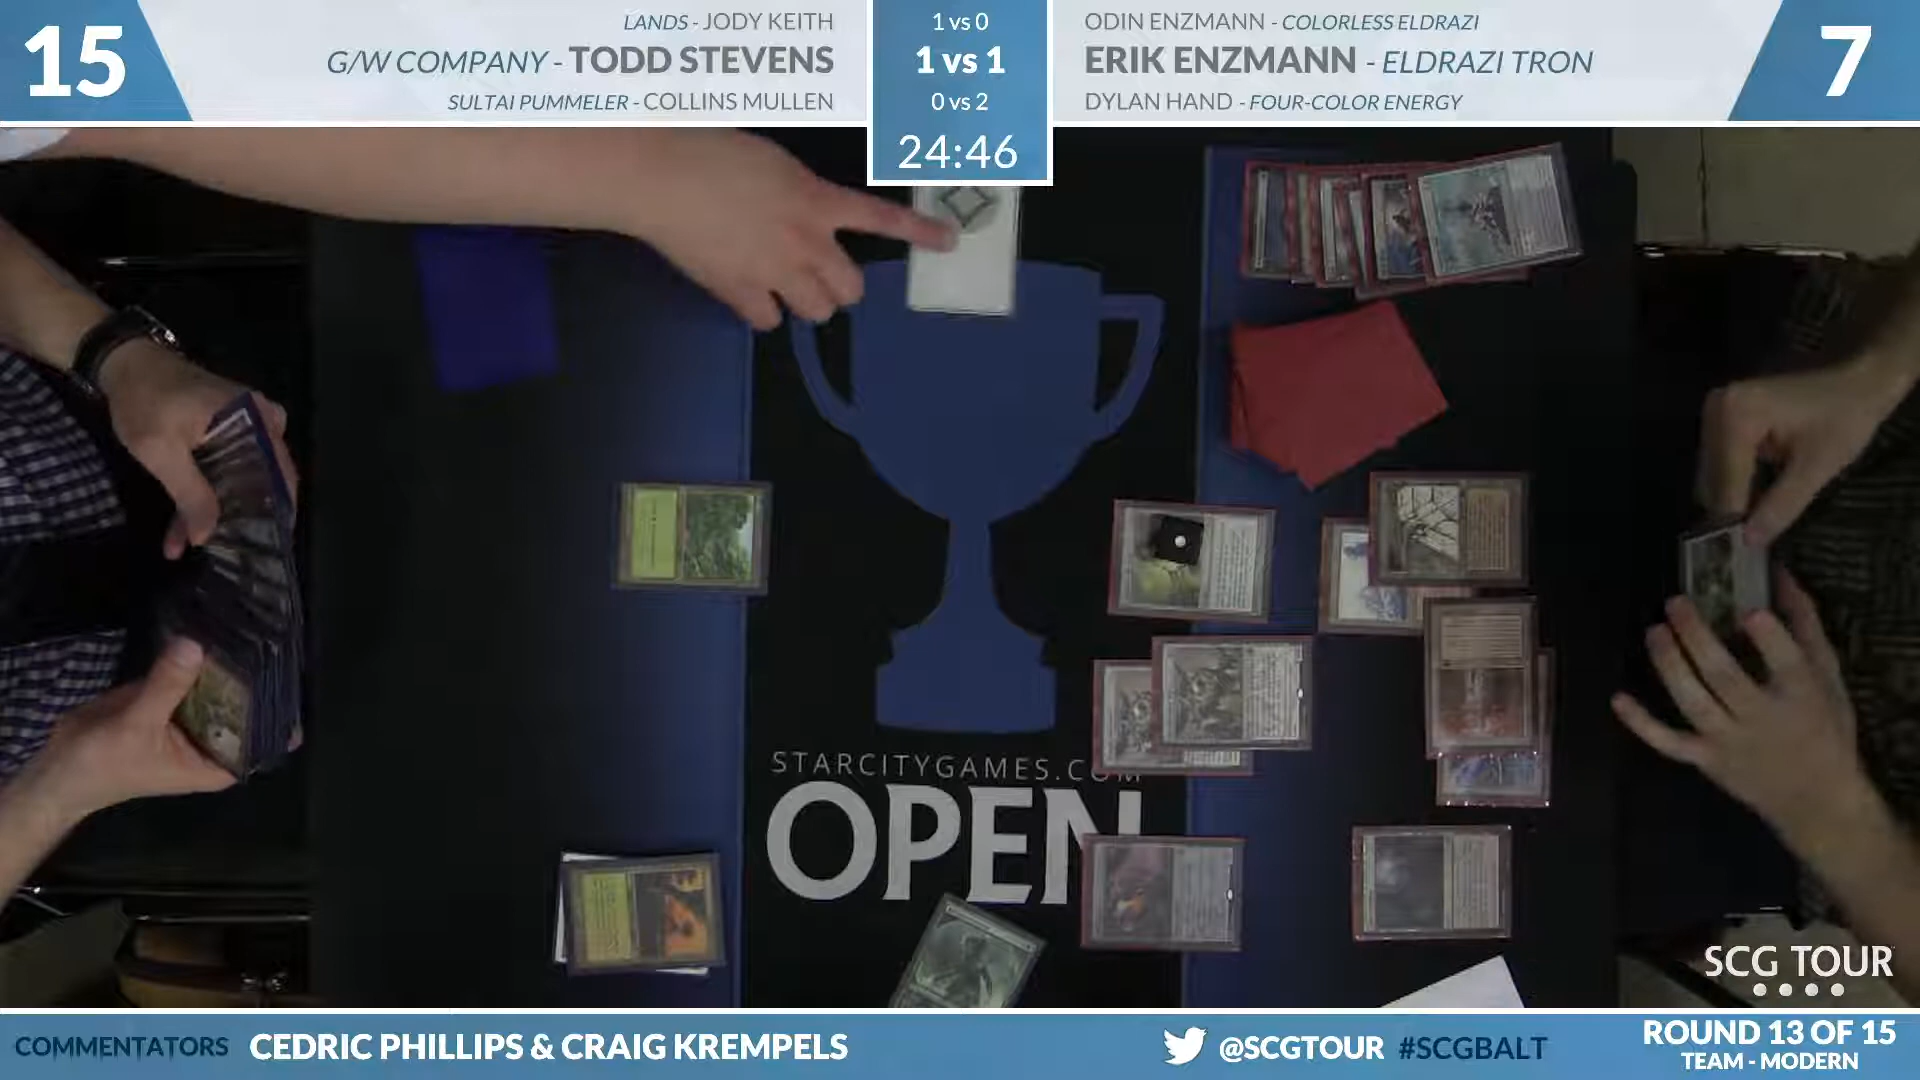 15
LANDS - JODY KEITH
G/W COMPANY - TODD STEVENS
SULTAI PUMMELER - COLLINS MULLEN
1 vs 0
1 vs 1
0 vs 2
24:46
ODIN ENZMANN - COLORLESS ELDRAZI
ERIK ENZMANN - ELDRAZI TRON
DYLAN HAND - FOUR-COLOR ENERGY
7
STARCITYGAMES.COM
OPEN
SCG TOUR
COMMENTATORS CEDRIC PHILLIPS & CRAIG KREMPELS
@SCGTOUR #SCGBALT
ROUND 13 OF 15
TEAM - MODERN